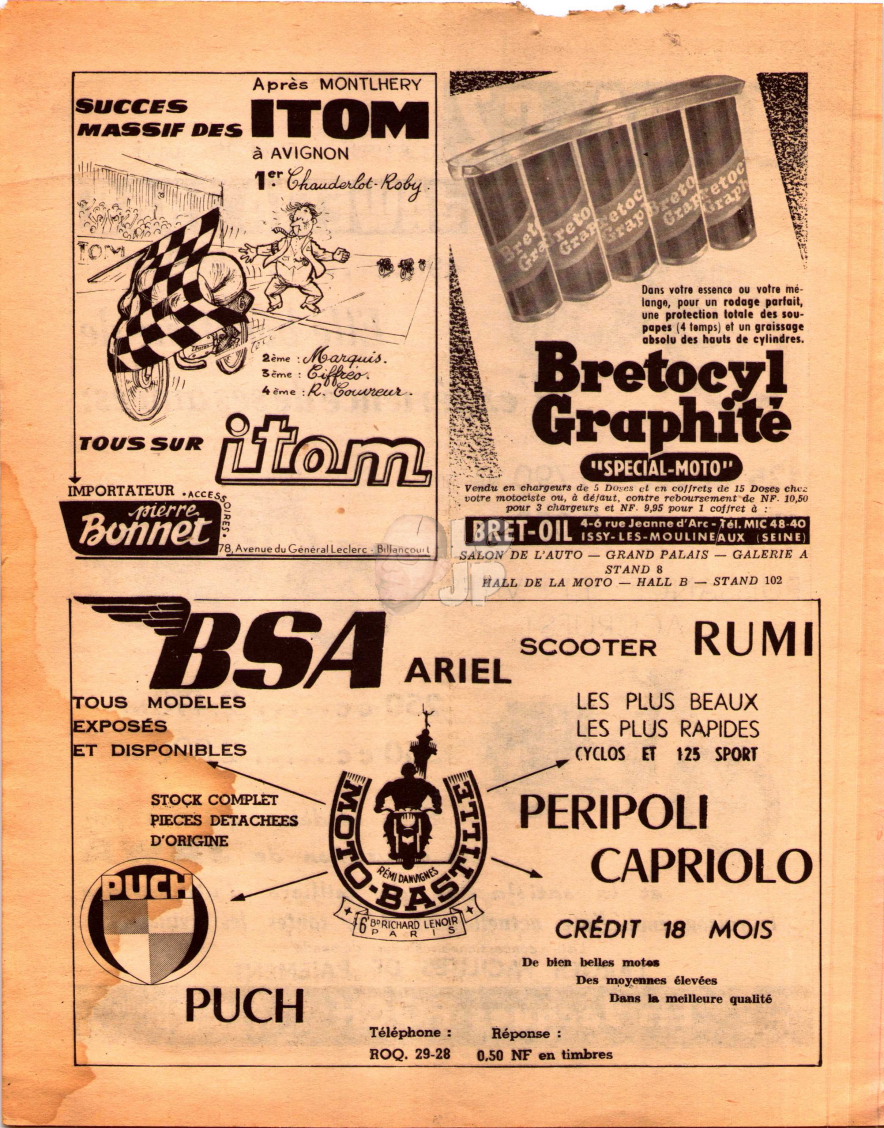 Après MONTLHERY
SUCCES
MASSIF DES ITOM
à AVIGNON
1er. Chauderlot-Roby.
ITOM
2ème : Marquis.
3ème : Ciffréo.
4ème : R. Couvreur.
TOUS SUR itom
IMPORTATEUR • ACCESSOIRES •
pierre
Bonnet
78, Avenue du Général Leclerc - Billancourt
Bretocyl
Graphi
Dans votre essence ou votre mé-
lange, pour un rodage parfait,
une protection totale des sou-
papes (4 temps) et un graissage
absolu des hauts de cylindres.
Bretocyl
Graphité
"SPECIAL-MOTO"
Vendu en chargeurs de 5 Doses et en coffrets de 15 Doses chez
votre motociste ou, à défaut, contre reboursement de NF. 10,50
pour 3 chargeurs et NF. 9,95 pour 1 coffret à :
BRET-OIL 4-6 rue Jeanne d'Arc - Tél. MIC 48-40
ISSY-LES-MOULINEAUX (SEINE)
SALON DE L'AUTO — GRAND PALAIS — GALERIE A
STAND 8
HALL DE LA MOTO — HALL B — STAND 102
JP
BSA ARIEL SCOOTER RUMI
TOUS MODELES
EXPOSÉS
ET DISPONIBLES
LES PLUS BEAUX
LES PLUS RAPIDES
CYCLOS ET 125 SPORT
STOCK COMPLET
PIECES DETACHEES
D'ORIGINE
MOTO-BASTILLE
RÉMI DANVIGNES
6 Bd RICHARD LENOIR
PARIS
PERIPOLI
CAPRIOLO
PUCH
PUCH
CRÉDIT 18 MOIS
De bien belles motos
Des moyennes élevées
Dans la meilleure qualité
Téléphone :
ROQ. 29-28
Réponse :
0,50 NF en timbres